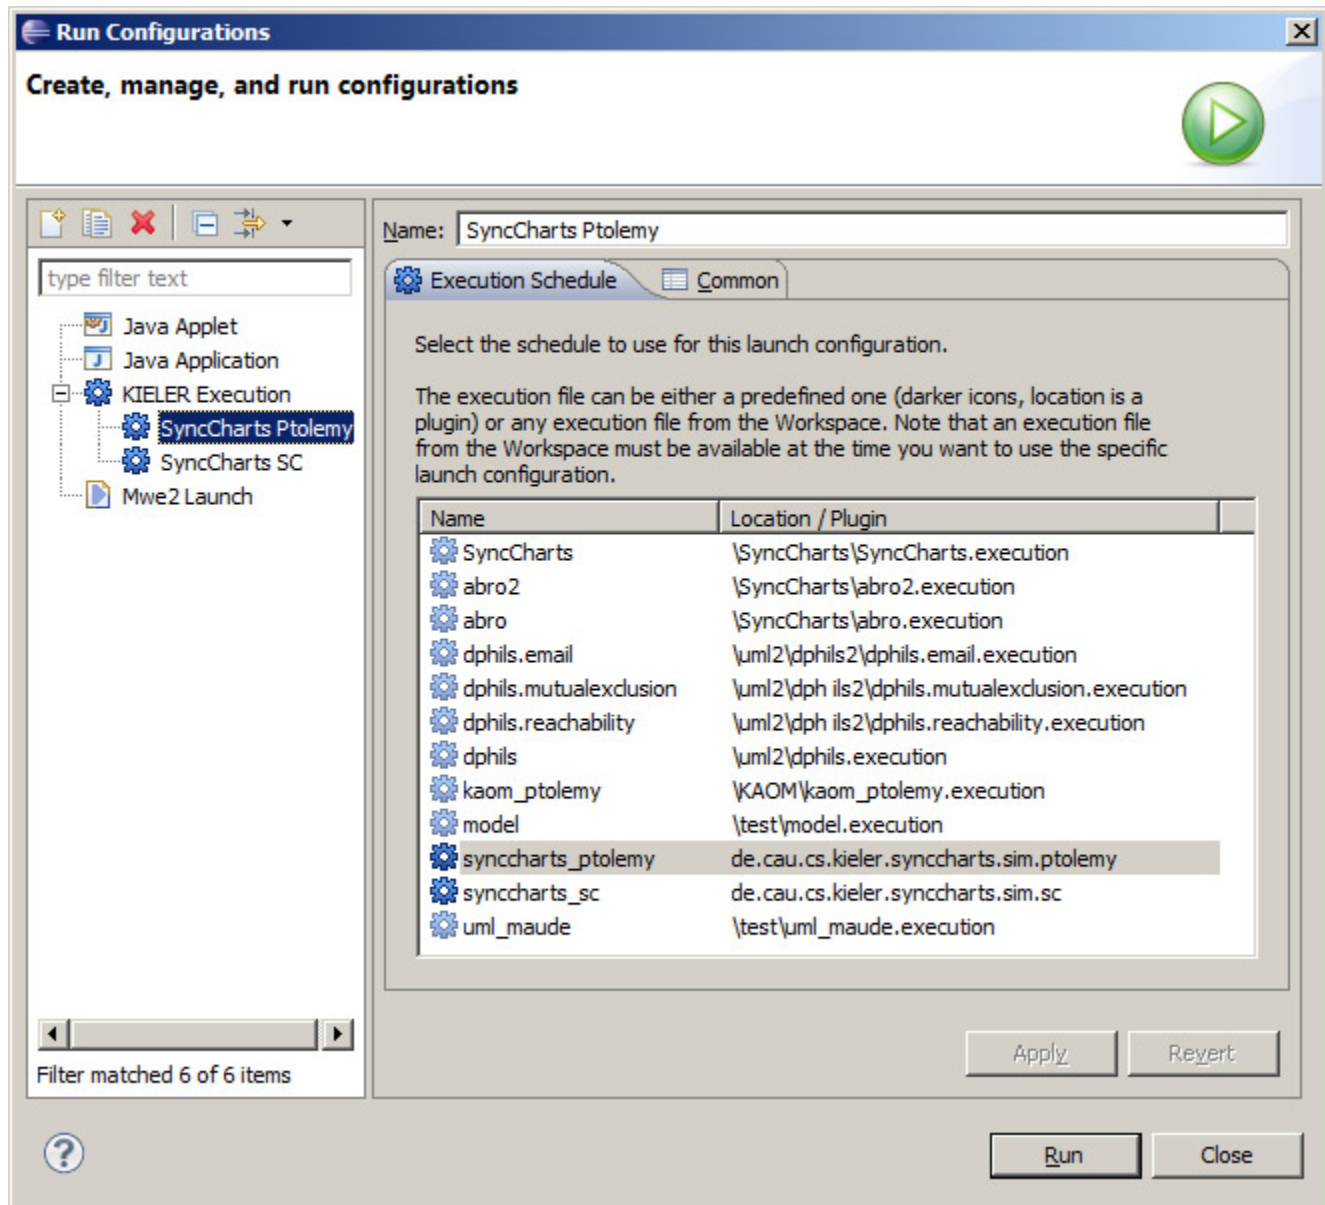 Run Configurations
Create, manage, and run configurations
type filter text
Java Applet
Java Application
KIELER Execution
SyncCharts Ptolemy
SyncCharts SC
Mwe2 Launch
Filter matched 6 of 6 items
Name: SyncCharts Ptolemy
Execution Schedule Common
Select the schedule to use for this launch configuration.
The execution file can be either a predefined one (darker icons, location is a
plugin) or any execution file from the Workspace. Note that an execution file
from the Workspace must be available at the time you want to use the specific
launch configuration.
Name Location / Plugin
SyncCharts \SyncCharts\SyncCharts.execution
abro2 \SyncCharts\abro2.execution
abro \SyncCharts\abro.execution
dphils.email \uml2\dphils2\dphils.email.execution
dphils.mutualexclusion \uml2\dph ils2\dphils.mutualexclusion.execution
dphils.reachability \uml2\dph ils2\dphils.reachability.execution
dphils \uml2\dphils.execution
kaom_ptolemy \KAOM\kaom_ptolemy.execution
model \test\model.execution
synccharts_ptolemy de.cau.cs.kieler.synccharts.sim.ptolemy
synccharts_sc de.cau.cs.kieler.synccharts.sim.sc
uml_maude \test\uml_maude.execution
Apply Revert
Run Close